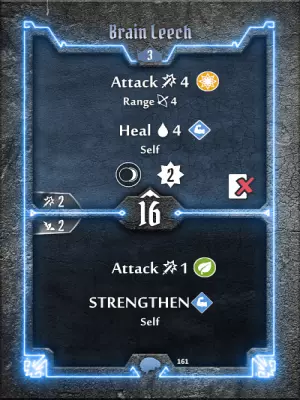 Brain Leech
3
Attack 4
Range 4
Heal 4
Self
2
2
16
2
Attack 1
STRENGTHEN
Self
161